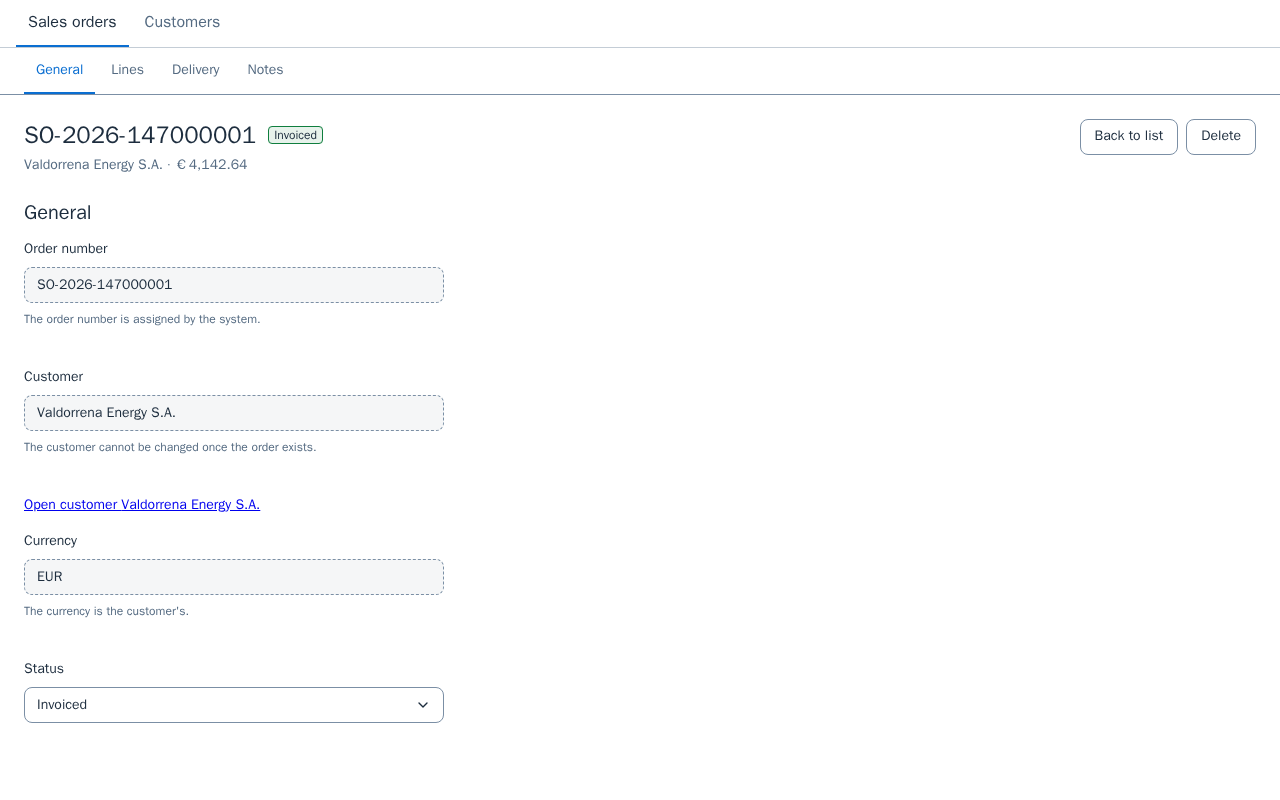 Sales orders Customers
General Lines Delivery Notes
SO-2026-147000001 Invoiced
Back to list Delete
Valdorrena Energy S.A. · € 4,142.64
General
Order number
SO-2026-147000001
The order number is assigned by the system.
Customer
Valdorrena Energy S.A.
The customer cannot be changed once the order exists.
Open customer Valdorrena Energy S.A.
Currency
EUR
The currency is the customer's.
Status
Invoiced